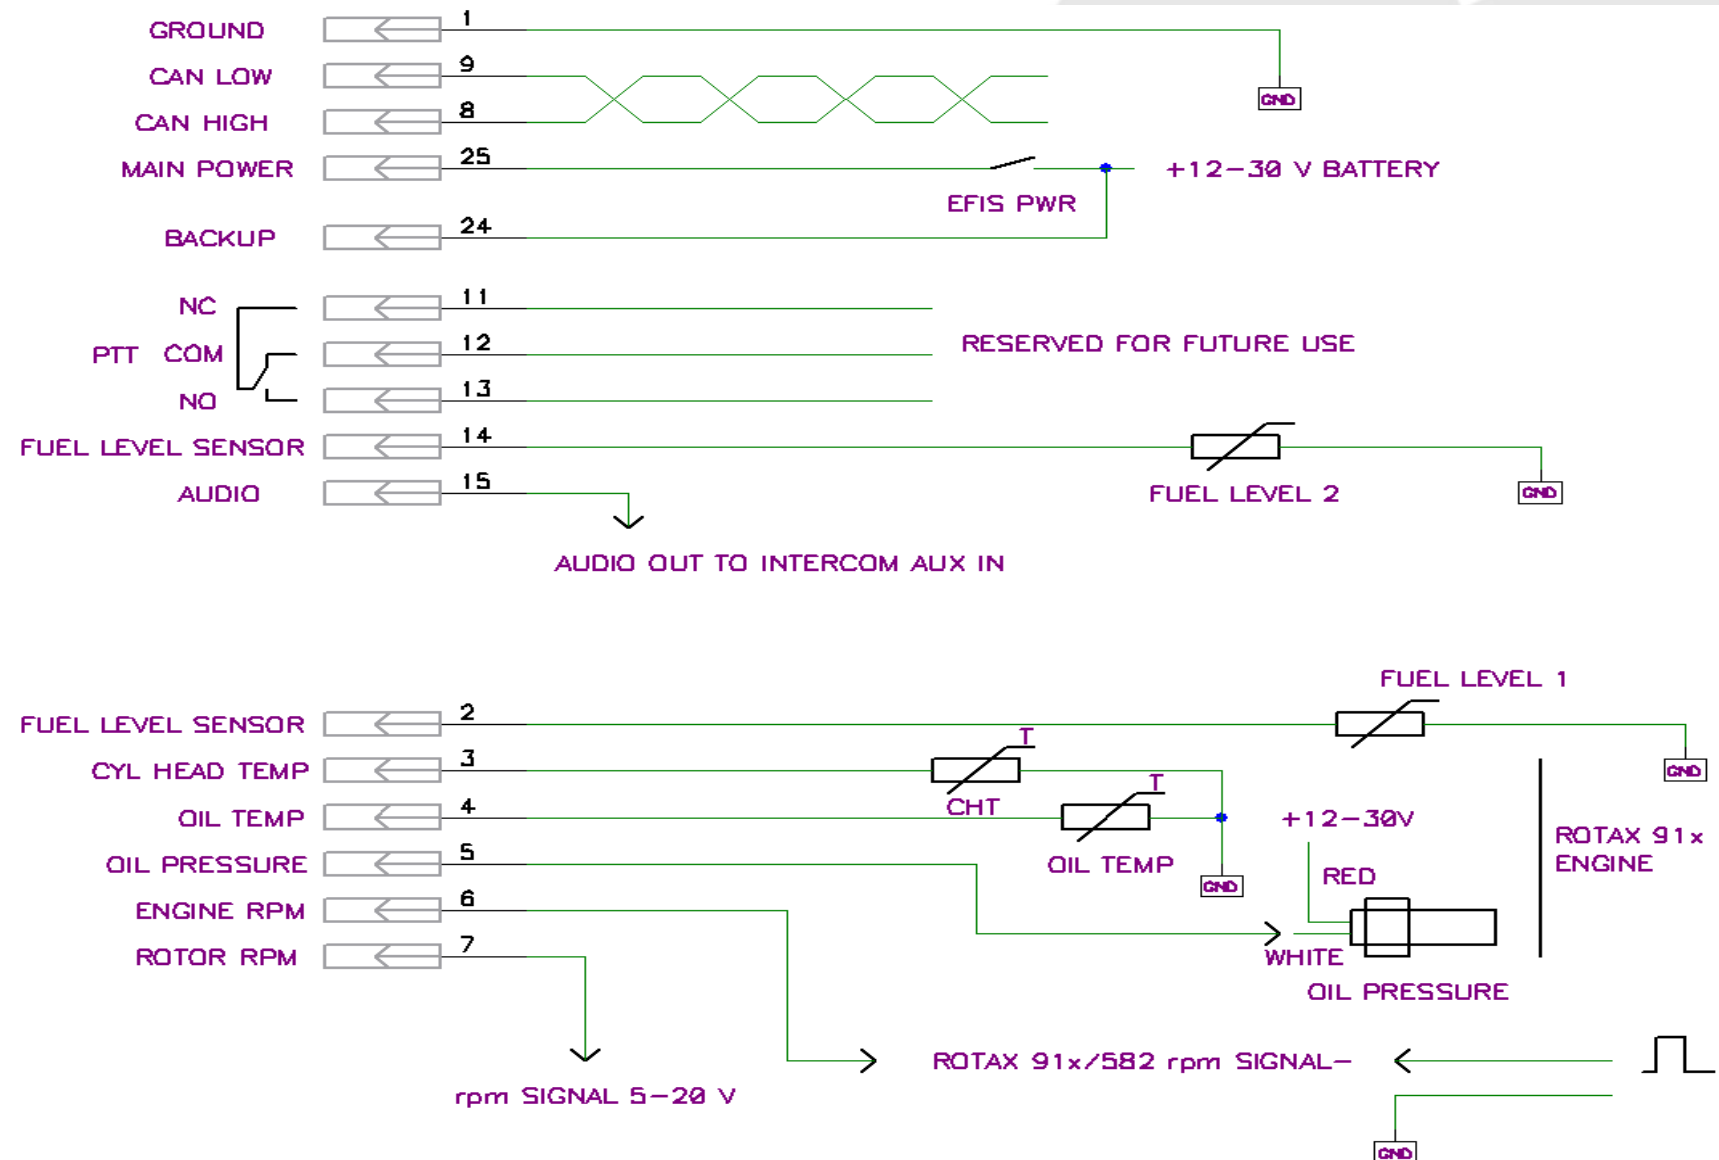 GROUND 1
CAN LOW 9
GND
CAN HIGH 8
MAIN POWER 25 +12-30 V BATTERY
EFIS PWR
BACKUP 24
NC 11
RESERVED FOR FUTURE USE
PTT COM 12
NO 13
FUEL LEVEL SENSOR 14
AUDIO 15 FUEL LEVEL 2 GND
AUDIO OUT TO INTERCOM AUX IN
FUEL LEVEL 1
FUEL LEVEL SENSOR 2
T
CYL HEAD TEMP 3 GND
T
CHT
OIL TEMP 4 +12-30V
ROTAX 91x
ENGINE
OIL PRESSURE 5 OIL TEMP
GND RED
ENGINE RPM 6
ROTOR RPM 7 WHITE
OIL PRESSURE
ROTAX 91x/582 rpm SIGNAL-
rpm SIGNAL 5-20 V
GND